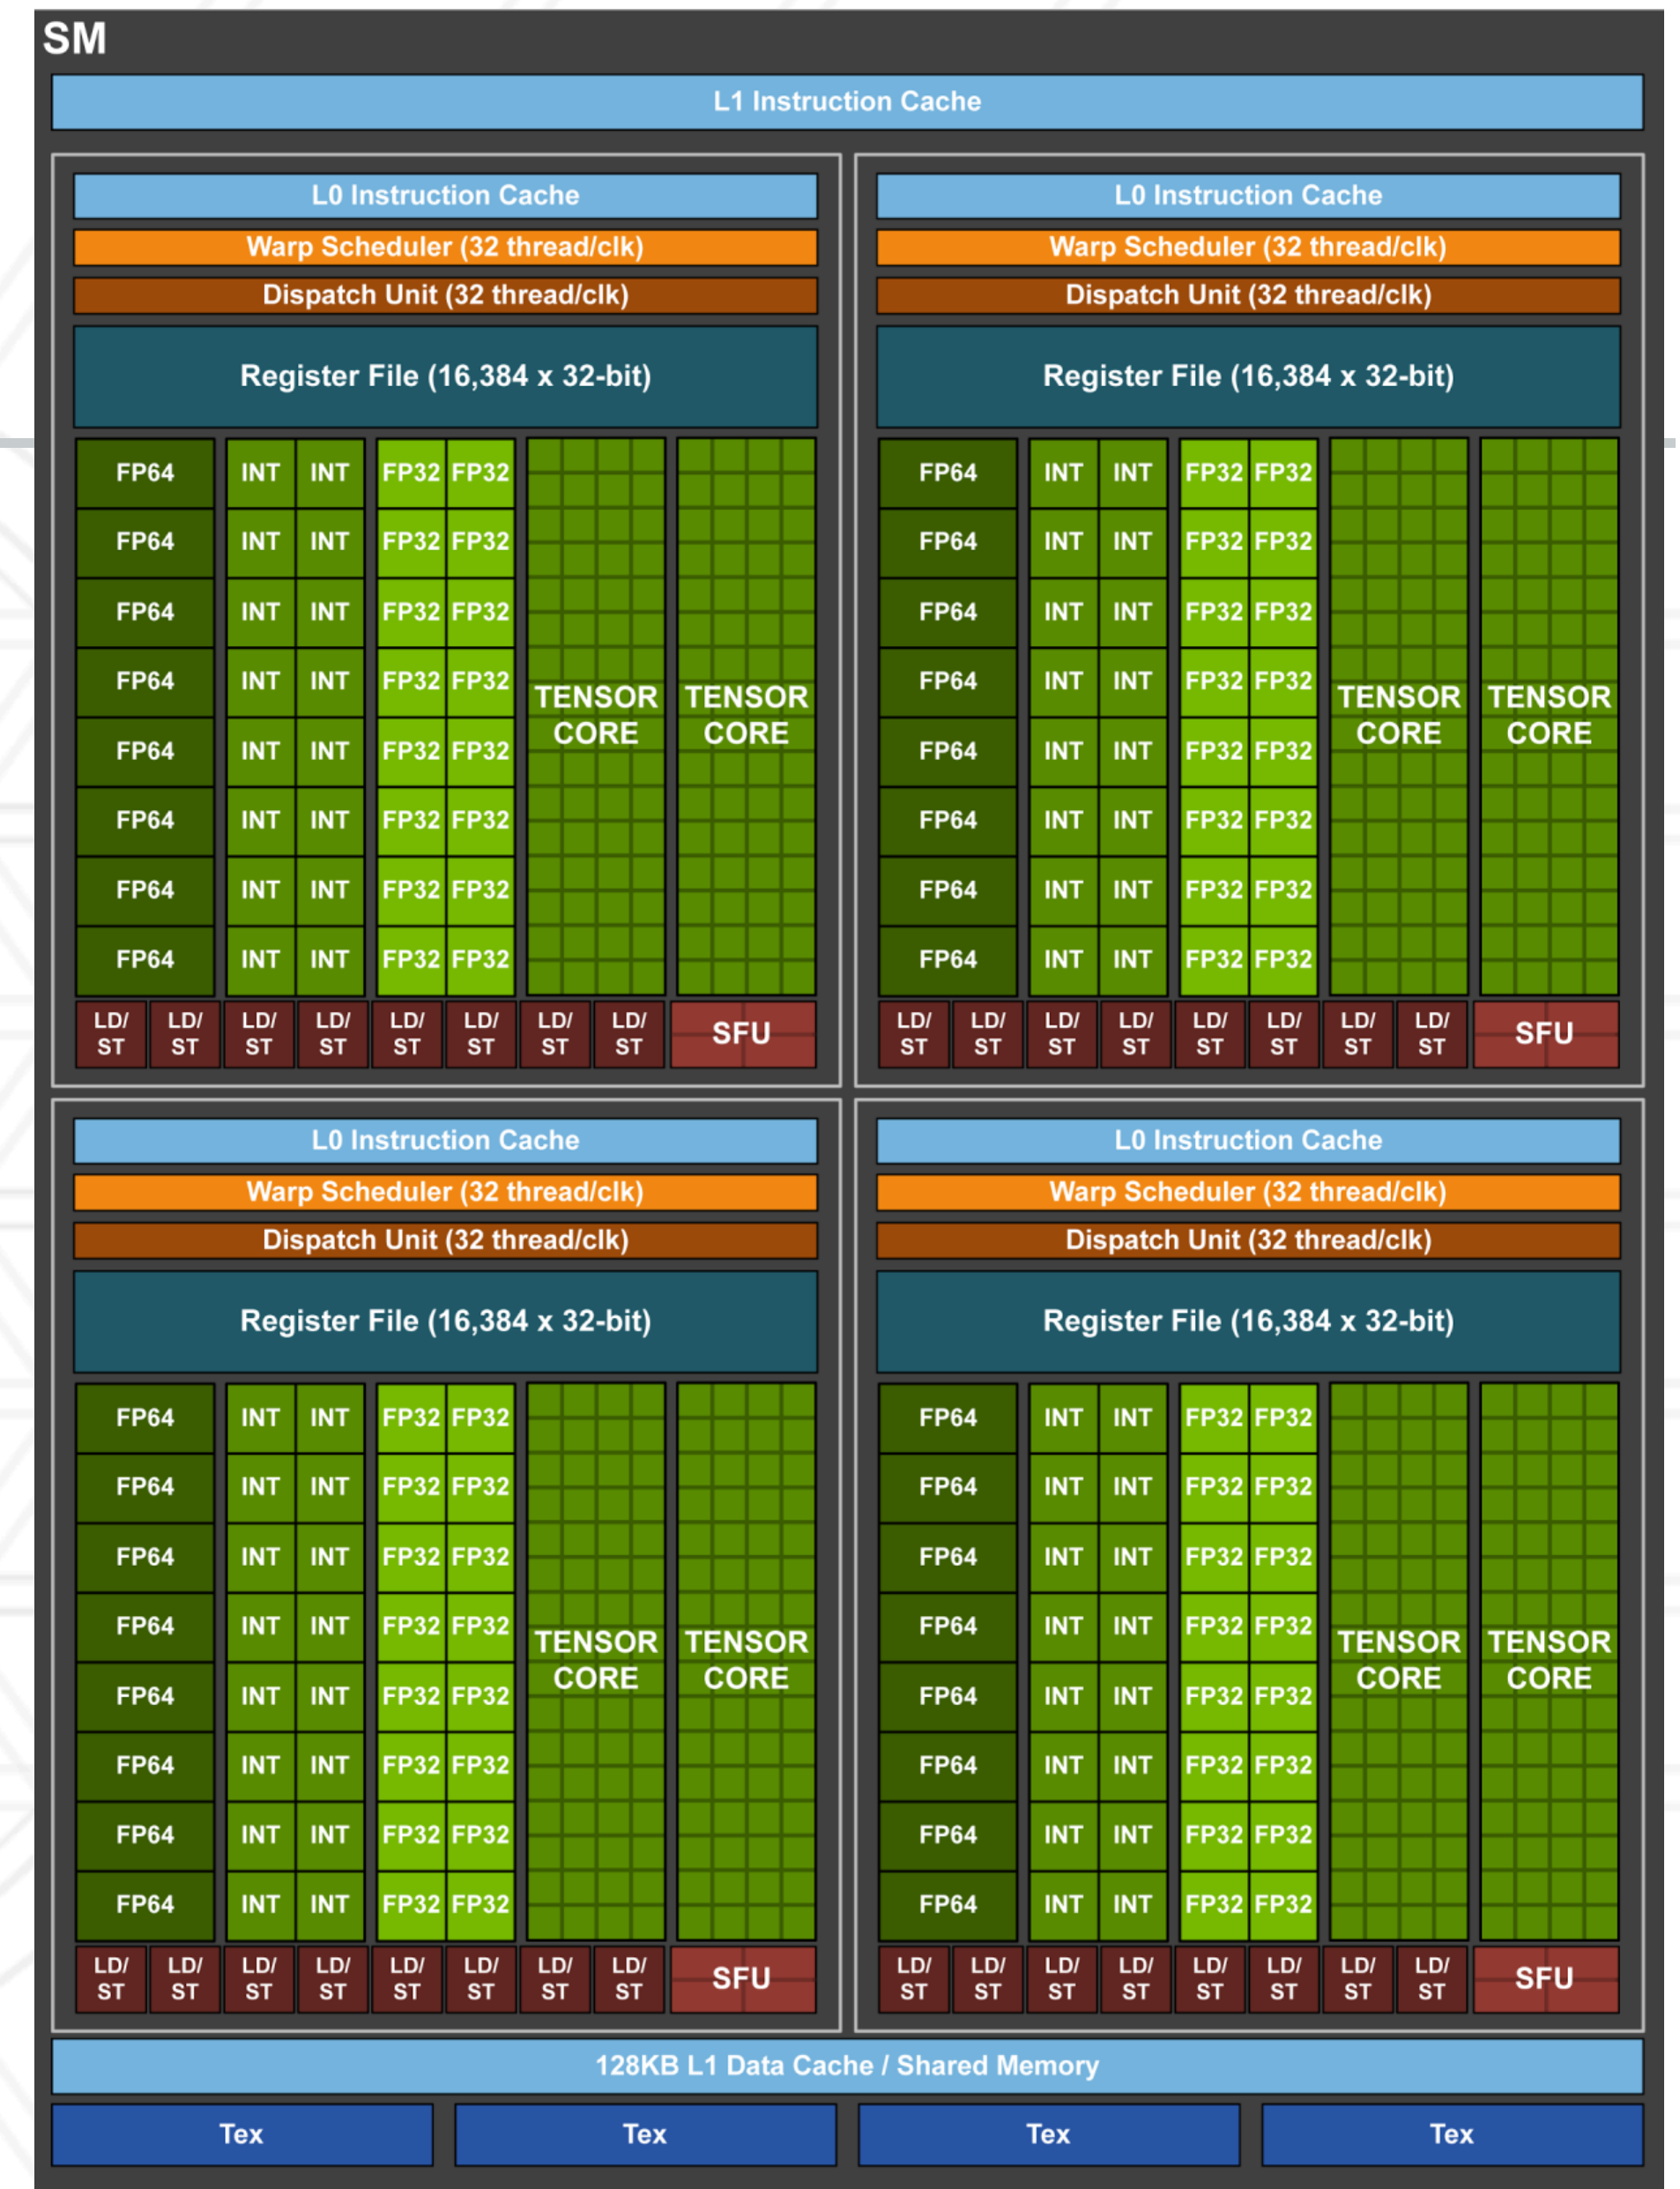 SM
L1 Instruction Cache
L0 Instruction Cache
Warp Scheduler (32 thread/clk)
Dispatch Unit (32 thread/clk)
Register File (16,384 x 32-bit)
FP64 INT INT FP32 FP32
FP64 INT INT FP32 FP32
FP64 INT INT FP32 FP32
FP64 INT INT FP32 FP32
FP64 INT INT FP32 FP32
FP64 INT INT FP32 FP32
FP64 INT INT FP32 FP32
FP64 INT INT FP32 FP32
TENSOR
CORE
TENSOR
CORE
LD/ LD/ LD/ LD/ LD/ LD/ LD/ LD/
ST ST ST ST ST ST ST ST
SFU
L0 Instruction Cache
Warp Scheduler (32 thread/clk)
Dispatch Unit (32 thread/clk)
Register File (16,384 x 32-bit)
FP64 INT INT FP32 FP32
FP64 INT INT FP32 FP32
FP64 INT INT FP32 FP32
FP64 INT INT FP32 FP32
FP64 INT INT FP32 FP32
FP64 INT INT FP32 FP32
FP64 INT INT FP32 FP32
FP64 INT INT FP32 FP32
TENSOR
CORE
TENSOR
CORE
LD/ LD/ LD/ LD/ LD/ LD/ LD/ LD/
ST ST ST ST ST ST ST ST
SFU
L0 Instruction Cache
Warp Scheduler (32 thread/clk)
Dispatch Unit (32 thread/clk)
Register File (16,384 x 32-bit)
FP64 INT INT FP32 FP32
FP64 INT INT FP32 FP32
FP64 INT INT FP32 FP32
FP64 INT INT FP32 FP32
FP64 INT INT FP32 FP32
FP64 INT INT FP32 FP32
FP64 INT INT FP32 FP32
FP64 INT INT FP32 FP32
TENSOR
CORE
TENSOR
CORE
LD/ LD/ LD/ LD/ LD/ LD/ LD/ LD/
ST ST ST ST ST ST ST ST
SFU
L0 Instruction Cache
Warp Scheduler (32 thread/clk)
Dispatch Unit (32 thread/clk)
Register File (16,384 x 32-bit)
FP64 INT INT FP32 FP32
FP64 INT INT FP32 FP32
FP64 INT INT FP32 FP32
FP64 INT INT FP32 FP32
FP64 INT INT FP32 FP32
FP64 INT INT FP32 FP32
FP64 INT INT FP32 FP32
FP64 INT INT FP32 FP32
TENSOR
CORE
TENSOR
CORE
LD/ LD/ LD/ LD/ LD/ LD/ LD/ LD/
ST ST ST ST ST ST ST ST
SFU
128KB L1 Data Cache / Shared Memory
Tex Tex Tex Tex